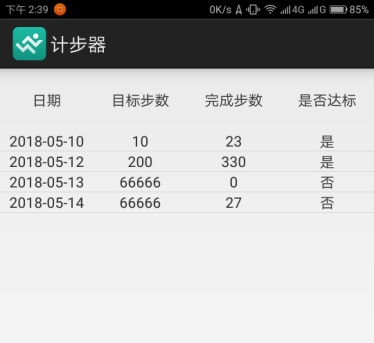 下午 2:39 0K/s 4G G 85%
计步器
日期 目标步数 完成步数 是否达标
2018-05-10 10 23 是
2018-05-12 200 330 是
2018-05-13 66666 0 否
2018-05-14 66666 27 否